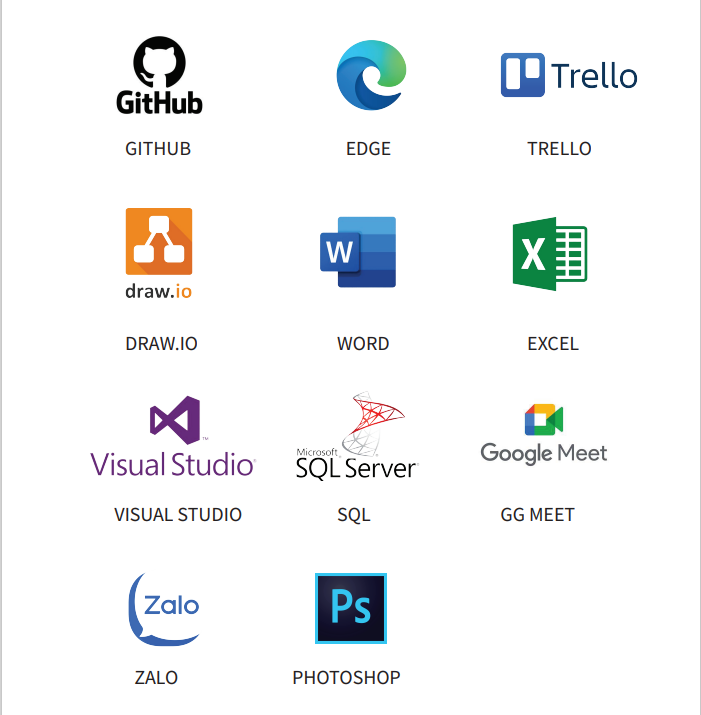 GitHub
Trello
GITHUB
EDGE
TRELLO
W
X
draw.io
DRAW.IO
WORD
EXCEL
Visual Studio
™
Microsoft
SQL Server
Google Meet
VISUAL STUDIO
SQL
GG MEET
Zalo
Ps
ZALO
PHOTOSHOP